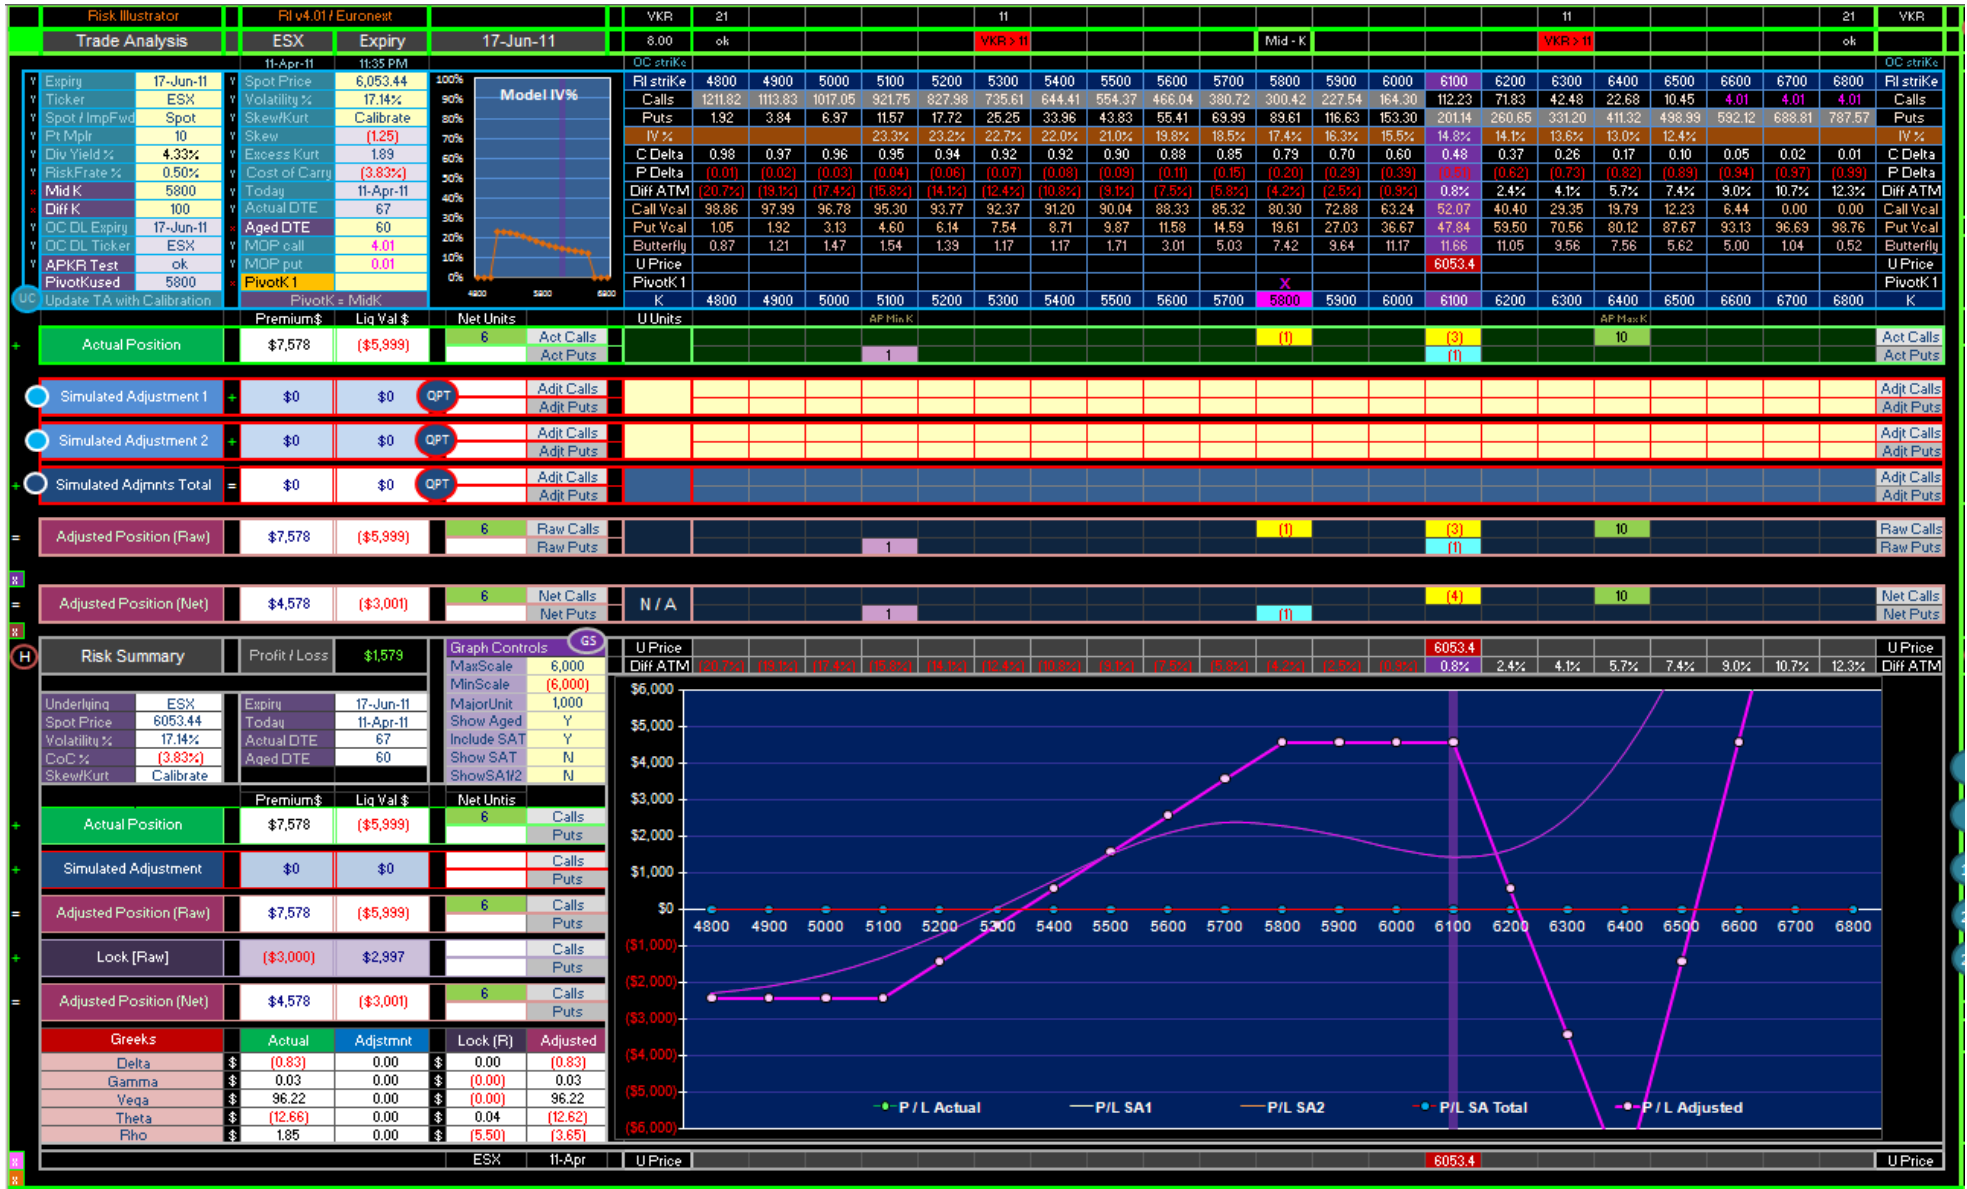 Risk Illustrator RI v4.01 / Euronext VKR 21 11 11 21 VKR
Trade Analysis ESX Expiry 17-Jun-11 8.00 ok VKR > 11 Mid - K VKR > 11 ok
11-Apr-11 11:35 PM OC striKe OC striKe
Y Expiry 17-Jun-11 Y Spot Price 6,053.44 100% Model IV% RI striKe 4800 4900 5000 5100 5200 5300 5400 5500 5600 5700 5800 5900 6000 6100 6200 6300 6400 6500 6600 6700 6800 RI striKe
Y Ticker ESX Y Volatility % 17.14% 90% Calls 1211.82 1113.83 1017.05 921.75 827.98 735.61 644.41 554.37 466.04 380.72 300.42 227.54 164.30 112.23 71.83 42.48 22.68 10.45 4.01 4.01 4.01 Calls
Y Spot / ImpFwd Spot Y Skew/Kurt Calibrate 80% Puts 1.92 3.84 6.97 11.57 17.72 25.25 33.96 43.83 55.41 69.99 89.61 116.63 153.30 201.14 260.65 331.20 411.32 498.99 592.12 688.81 787.57 Puts
Y Pt Mplr 10 Y Skew (1.25) 70% IV % 23.3% 23.2% 22.7% 22.0% 21.0% 19.8% 18.5% 17.4% 16.3% 15.5% 14.8% 14.1% 13.6% 13.0% 12.4% IV %
Y Div Yield % 4.33% Y Excess Kurt 1.89 60% C Delta 0.98 0.97 0.96 0.95 0.94 0.92 0.92 0.90 0.88 0.85 0.79 0.70 0.60 0.48 0.37 0.26 0.17 0.10 0.05 0.02 0.01 C Delta
Y RiskFrate % 0.50% Y Cost of Carry (3.83%) 50% P Delta (0.01) (0.02) (0.03) (0.04) (0.06) (0.07) (0.08) (0.09) (0.11) (0.15) (0.20) (0.29) (0.39) (0.51) (0.62) (0.73) (0.82) (0.89) (0.94) (0.97) (0.99) P Delta
x Mid K 5800 Y Today 11-Apr-11 40% Diff ATM (20.7%) (19.1%) (17.4%) (15.8%) (14.1%) (12.4%) (10.8%) (9.1%) (7.5%) (5.8%) (4.2%) (2.5%) (0.9%) 0.8% 2.4% 4.1% 5.7% 7.4% 9.0% 10.7% 12.3% Diff ATM
x Diff K 100 Y Actual DTE 67 30% Call Vcal 98.86 97.99 96.78 95.30 93.77 92.37 91.20 90.04 88.33 85.32 80.30 72.88 63.24 52.07 40.40 29.35 19.79 12.23 6.44 0.00 0.00 Call Vcal
Y OC DL Expiry 17-Jun-11 x Aged DTE 60 20% Put Vcal 1.05 1.92 3.13 4.60 6.14 7.54 8.71 9.87 11.58 14.59 19.61 27.03 36.67 47.84 59.50 70.56 80.12 87.67 93.13 96.69 98.76 Put Vcal
Y OC DL Ticker ESX Y MOP call 4.01 10% Butterfly 0.87 1.21 1.47 1.54 1.39 1.17 1.17 1.71 3.01 5.03 7.42 9.64 11.17 11.66 11.05 9.56 7.56 5.62 5.00 1.04 0.52 Butterfly
Y APKR Test ok Y MOP put 0.01 0% U Price 6053.4 U Price
PivotKused 5800 x PivotK 1 4800 5800 6800 PivotK 1 X PivotK 1
UC Update TA with Calibration PivotK = MidK K 4800 4900 5000 5100 5200 5300 5400 5500 5600 5700 5800 5900 6000 6100 6200 6300 6400 6500 6600 6700 6800 K
Premium$ Liq Val $ Net Units U Units AP Min K AP Max K
+ Actual Position $7,578 ($5,999) 6 Act Calls (1) (3) 10 Act Calls
Act Puts 1 (1) Act Puts
Simulated Adjustment 1 + $0 $0 QPT Adjt Calls Adjt Calls
Adjt Puts Adjt Puts
Simulated Adjustment 2 + $0 $0 QPT Adjt Calls Adjt Calls
Adjt Puts Adjt Puts
+ Simulated Adjmnts Total = $0 $0 QPT Adjt Calls Adjt Calls
Adjt Puts Adjt Puts
= Adjusted Position (Raw) $7,578 ($5,999) 6 Raw Calls (1) (3) 10 Raw Calls
Raw Puts 1 (1) Raw Puts
x
= Adjusted Position (Net) $4,578 ($3,001) 6 Net Calls N / A (4) 10 Net Calls
Net Puts 1 (1) Net Puts
x
H Risk Summary Profit / Loss $1,579 Graph Controls GS U Price 6053.4 U Price
MaxScale 6,000 Diff ATM (20.7%) (19.1%) (17.4%) (15.8%) (14.1%) (12.4%) (10.8%) (9.1%) (7.5%) (5.8%) (4.2%) (2.5%) (0.9%) 0.8% 2.4% 4.1% 5.7% 7.4% 9.0% 10.7% 12.3% Diff ATM
MinScale (6,000) $6,000
Underlying ESX Expiry 17-Jun-11 MajorUnit 1,000
Spot Price 6053.44 Today 11-Apr-11 Show Aged Y $5,000
Volatility % 17.14% Actual DTE 67 Include SAT Y
CoC % (3.83%) Aged DTE 60 Show SAT N $4,000
Skew/Kurt Calibrate ShowSA1/2 N
Premium$ Liq Val $ Net Untis $3,000
+ Actual Position $7,578 ($5,999) 6 Calls
Puts $2,000
+ Simulated Adjustment $0 $0 Calls
Puts $1,000
= Adjusted Position (Raw) $7,578 ($5,999) 6 Calls $0
Puts 4800 4900 5000 5100 5200 5300 5400 5500 5600 5700 5800 5900 6000 6100 6200 6300 6400 6500 6600 6700 6800
+ Lock [Raw] ($3,000) $2,997 Calls ($1,000)
Puts ($2,000)
= Adjusted Position (Net) $4,578 ($3,001) 6 Calls
Puts ($3,000)
Greeks Actual Adjstmnt Lock (R) Adjusted
Delta $ (0.83) 0.00 $ 0.00 (0.83) ($4,000)
Gamma $ 0.03 0.00 $ (0.00) 0.03
Vega $ 96.22 0.00 $ (0.00) 96.22 ($5,000)
Theta $ (12.66) 0.00 $ 0.04 (12.62) P / L Actual P/L SA1 P/L SA2 P/L SA Total P / L Adjusted
Rho $ 1.85 0.00 $ (5.50) (3.65) ($6,000)
x ESX 11-Apr U Price 6053.4 U Price
x